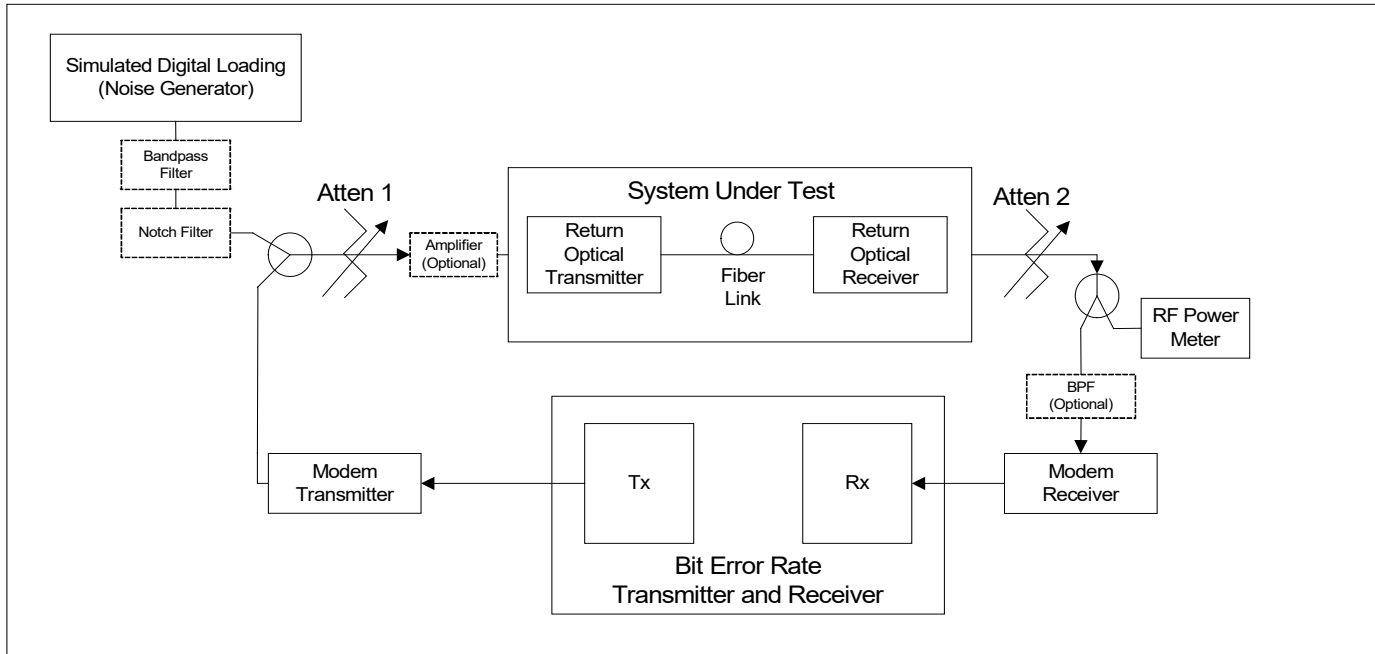 Simulated Digital Loading
(Noise Generator)
Bandpass
Filter
Notch Filter
Atten 1
Amplifier
(Optional)
System Under Test
Return
Optical
Transmitter
Fiber
Link
Return
Optical
Receiver
Atten 2
RF Power
Meter
BPF
(Optional)
Modem
Transmitter
Tx
Rx
Modem
Receiver
Bit Error Rate
Transmitter and Receiver